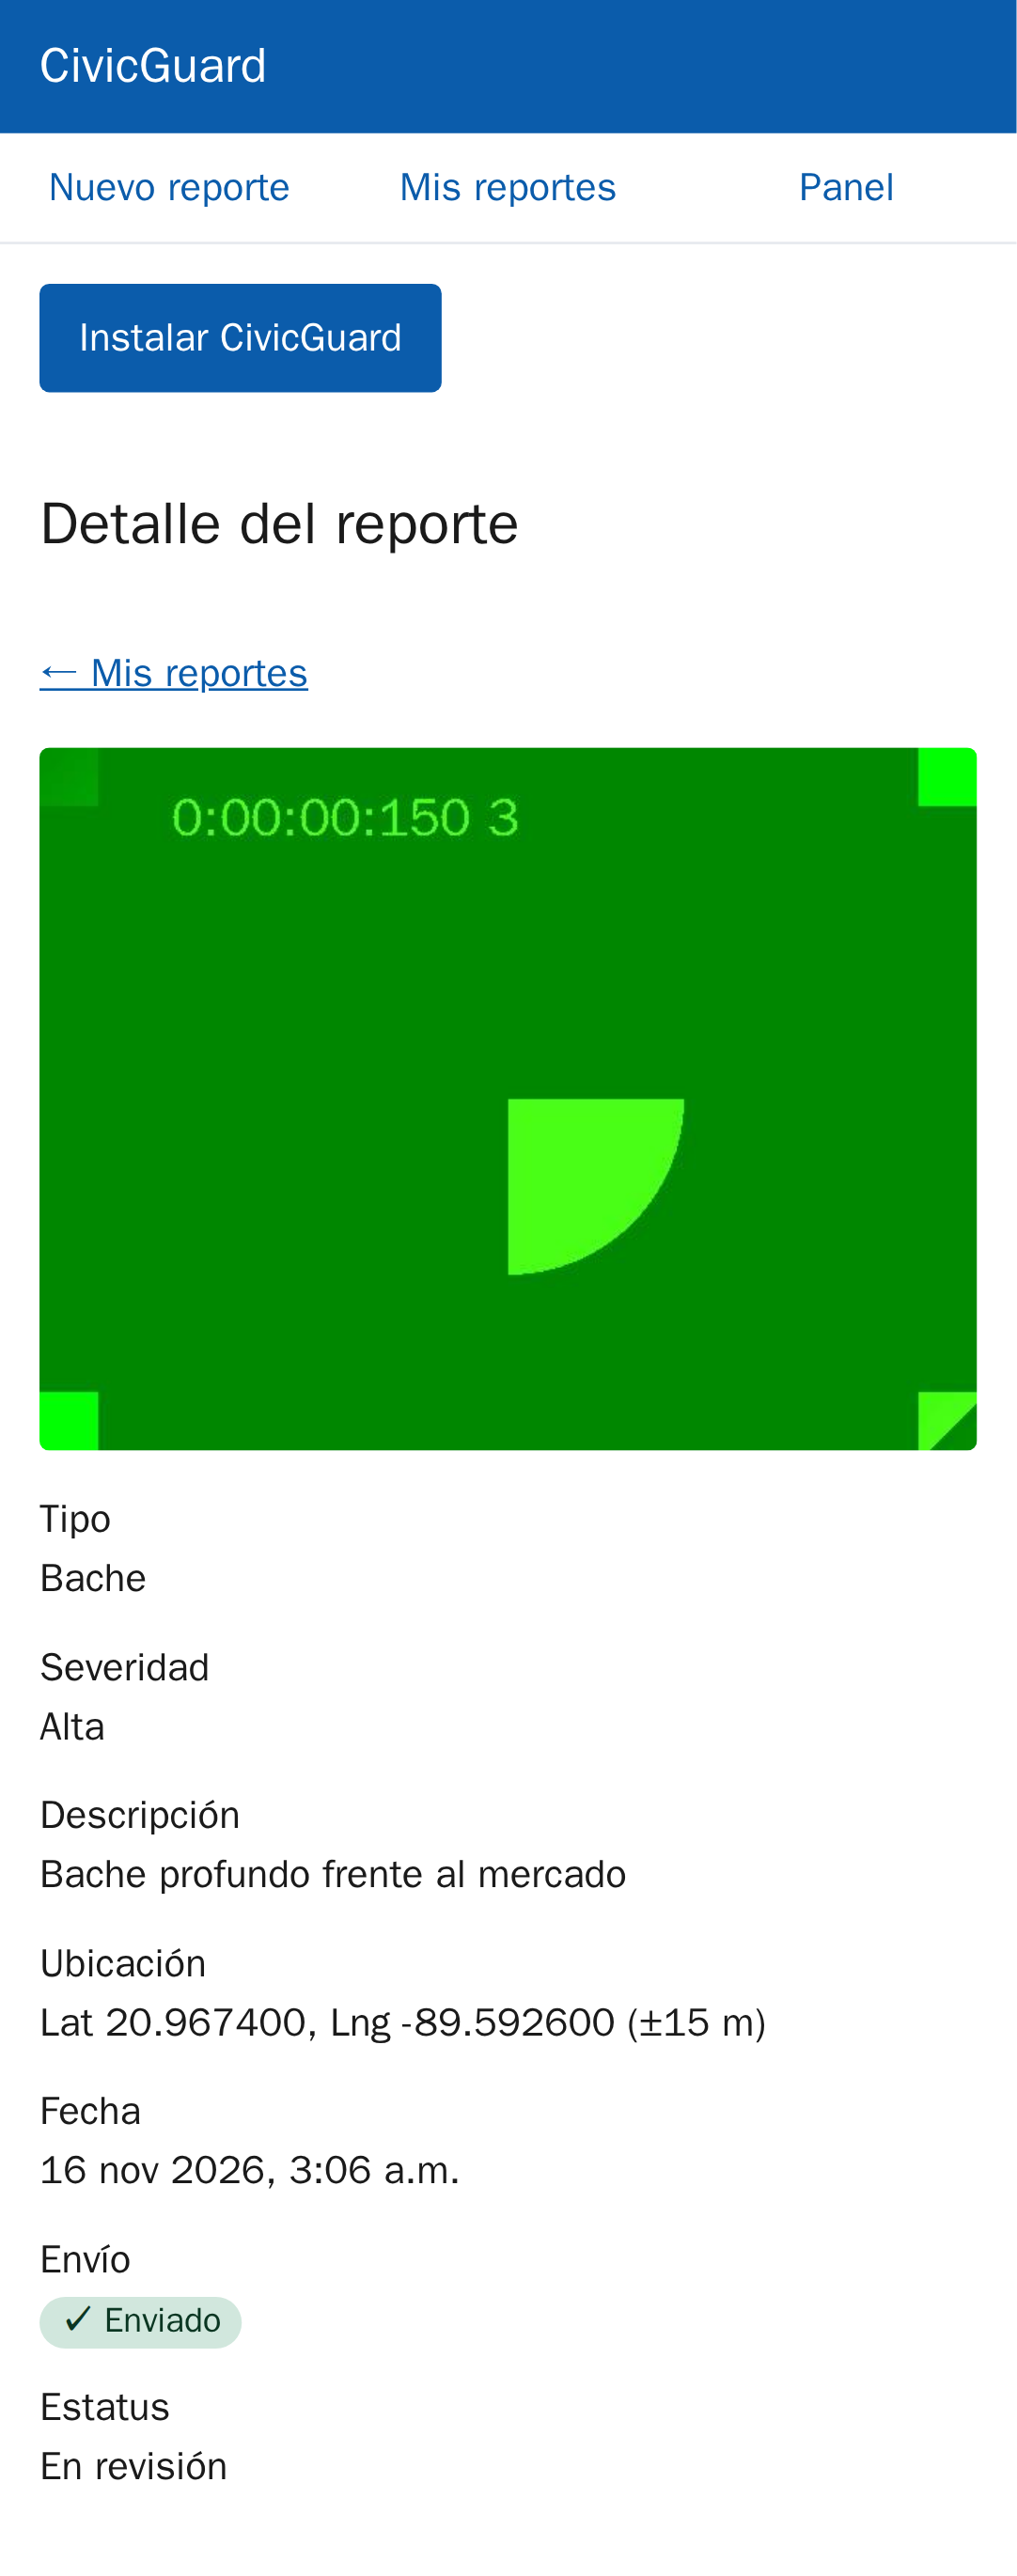 CivicGuard
Nuevo reporte Mis reportes Panel
Instalar CivicGuard
Detalle del reporte
← Mis reportes
0:00:00:150 3
Tipo
Bache
Severidad
Alta
Descripción
Bache profundo frente al mercado
Ubicación
Lat 20.967400, Lng -89.592600 (±15 m)
Fecha
16 nov 2026, 3:06 a.m.
Envío
✓ Enviado
Estatus
En revisión